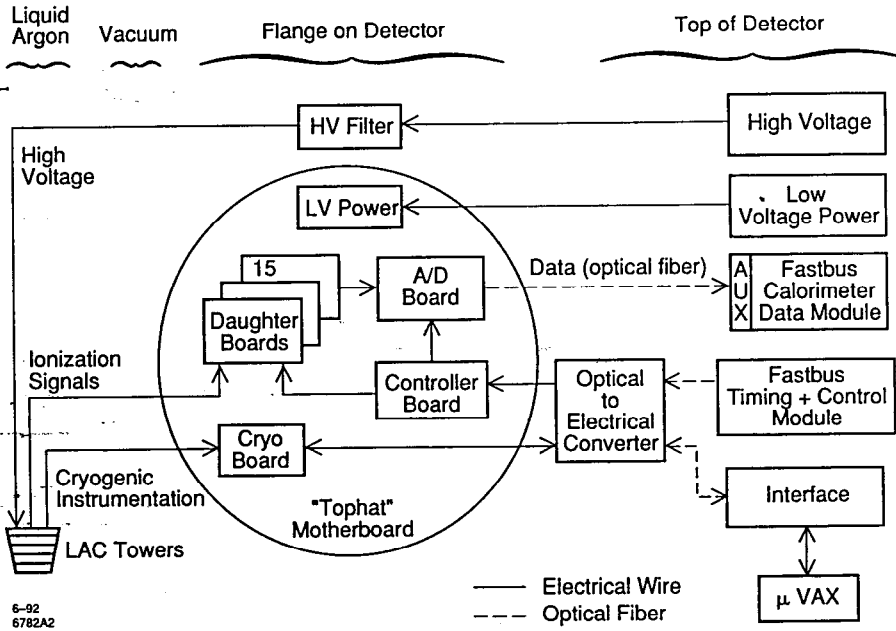 Liquid
Argon
Vacuum
Flange on Detector
Top of Detector
HV Filter
High Voltage
High
Voltage
LV Power
Low
Voltage Power
15
Daughter
Boards
A/D
Board
Data (optical fiber)
A
U
X
Fastbus
Calorimeter
Data Module
Ionization
Signals
Controller
Board
Optical
to
Electrical
Converter
Fastbus
Timing + Control
Module
Cryo
Board
Cryogenic
Instrumentation
"Tophat"
Motherboard
Interface
LAC Towers
Electrical Wire
Optical Fiber
μ VAX
6–92
6782A2